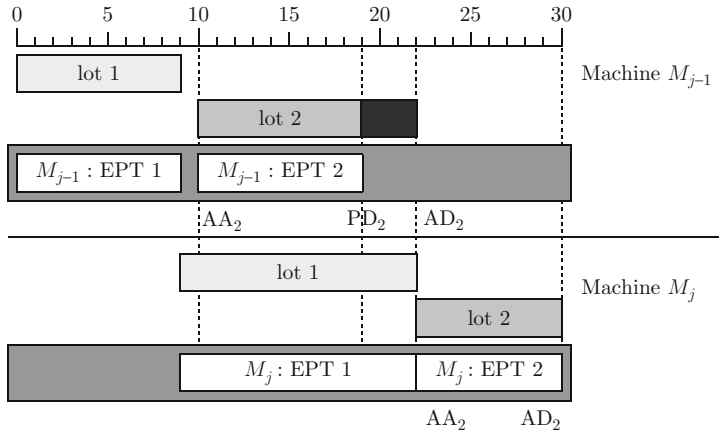 0 5 10 15 20 25 30
lot 1
Machine M_{j−1}
lot 2
M_{j−1} : EPT 1 M_{j−1} : EPT 2
AA_2 PD_2 AD_2
lot 1
Machine M_j
lot 2
M_j : EPT 1 M_j : EPT 2
AA_2 AD_2